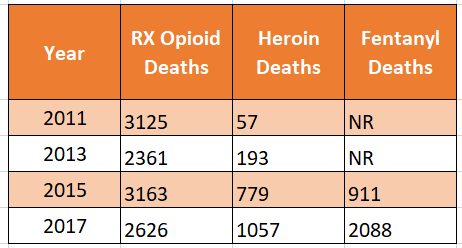 Year RX Opioid Deaths Heroin Deaths Fentanyl Deaths
2011 3125 57 NR
2013 2361 193 NR
2015 3163 779 911
2017 2626 1057 2088